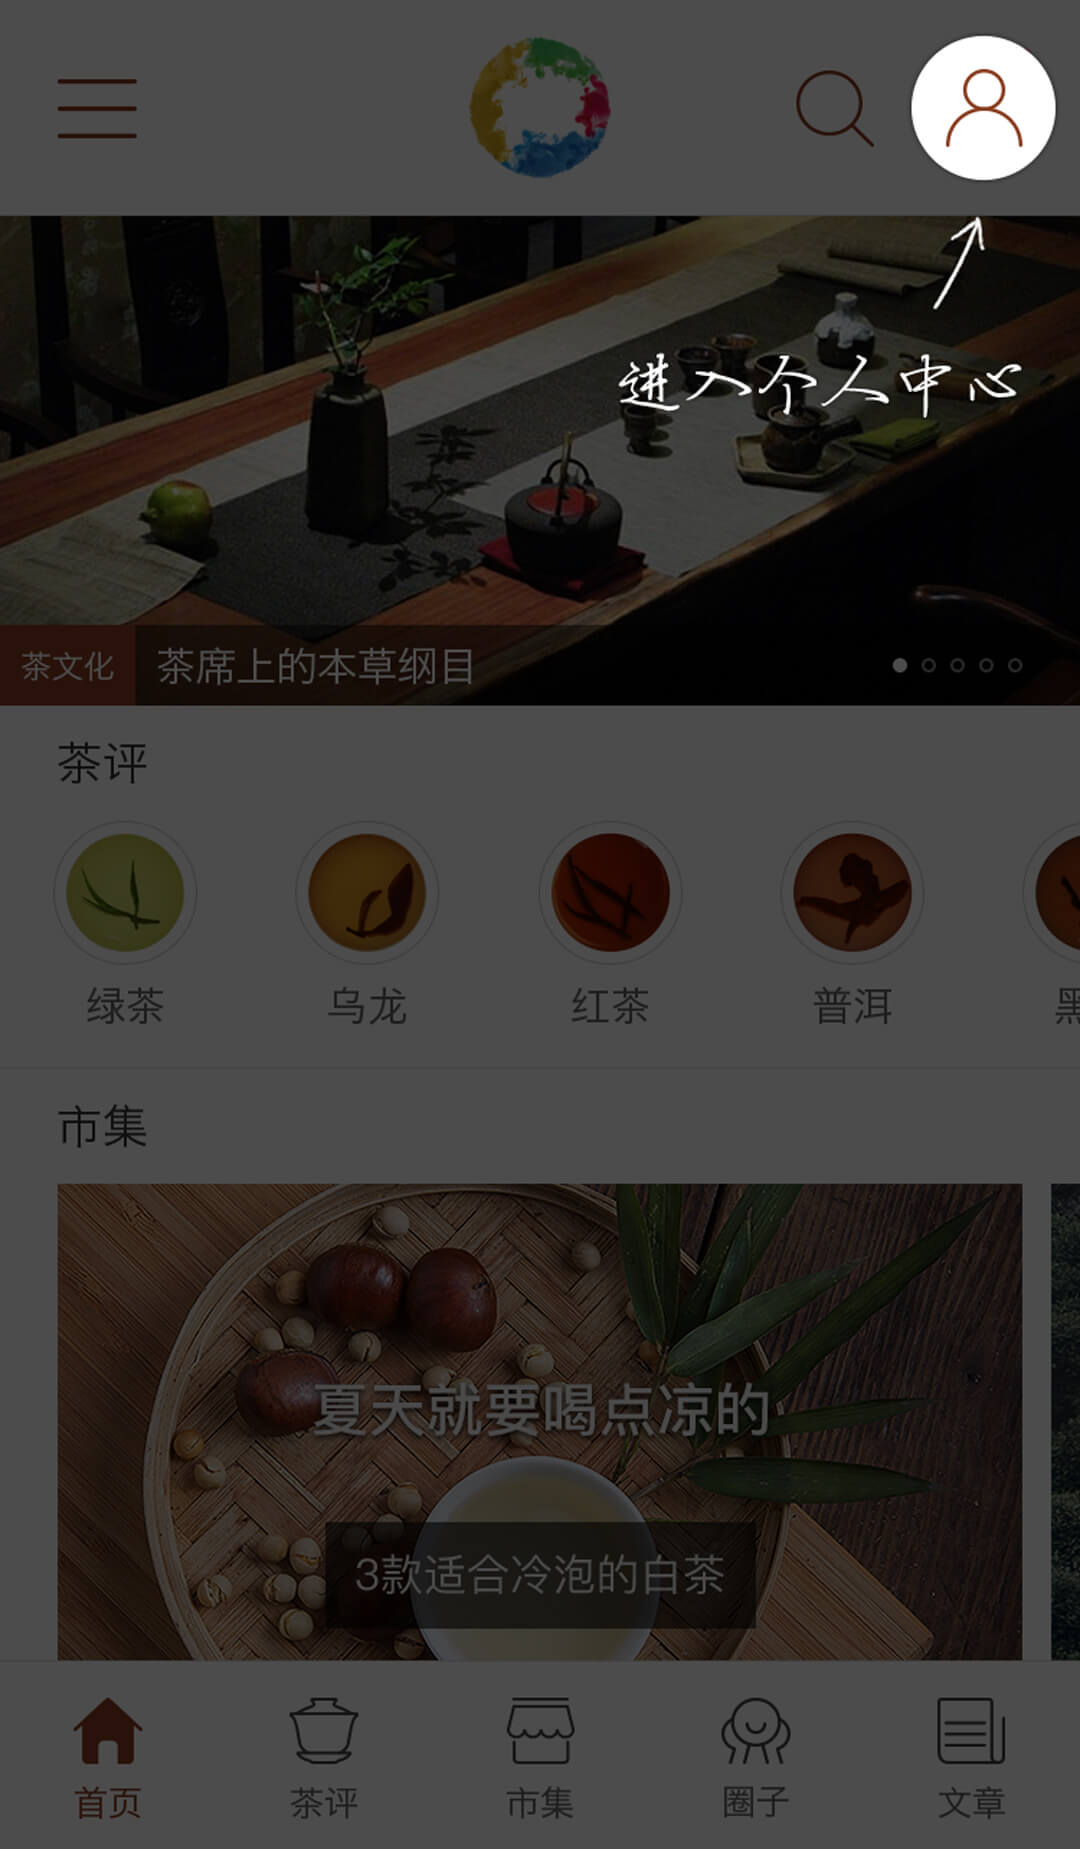 进入个人中心
茶文化
茶席上的本草纲目
茶评
绿茶
乌龙
红茶
普洱
黑
市集
夏天就要喝点凉的
3款适合冷泡的白茶
首页
茶评
市集
圈子
文章